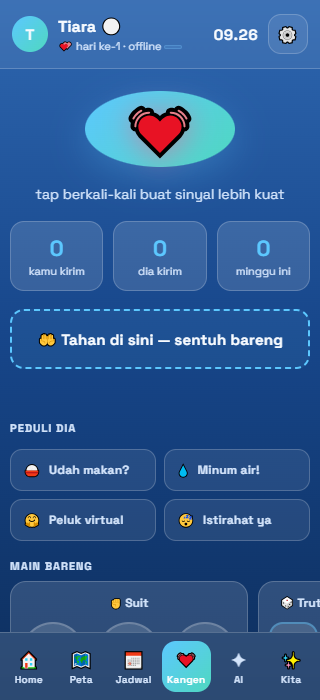 T
Tiara
hari ke-1 · offline
09.26
tap berkali-kali buat sinyal lebih kuat
0
kamu kirim
0
dia kirim
0
minggu ini
Tahan di sini — sentuh bareng
PEDULI DIA
Udah makan?
Minum air!
Peluk virtual
Istirahat ya
MAIN BARENG
Suit
Trut
Home
Peta
Jadwal
Kangen
AI
Kita